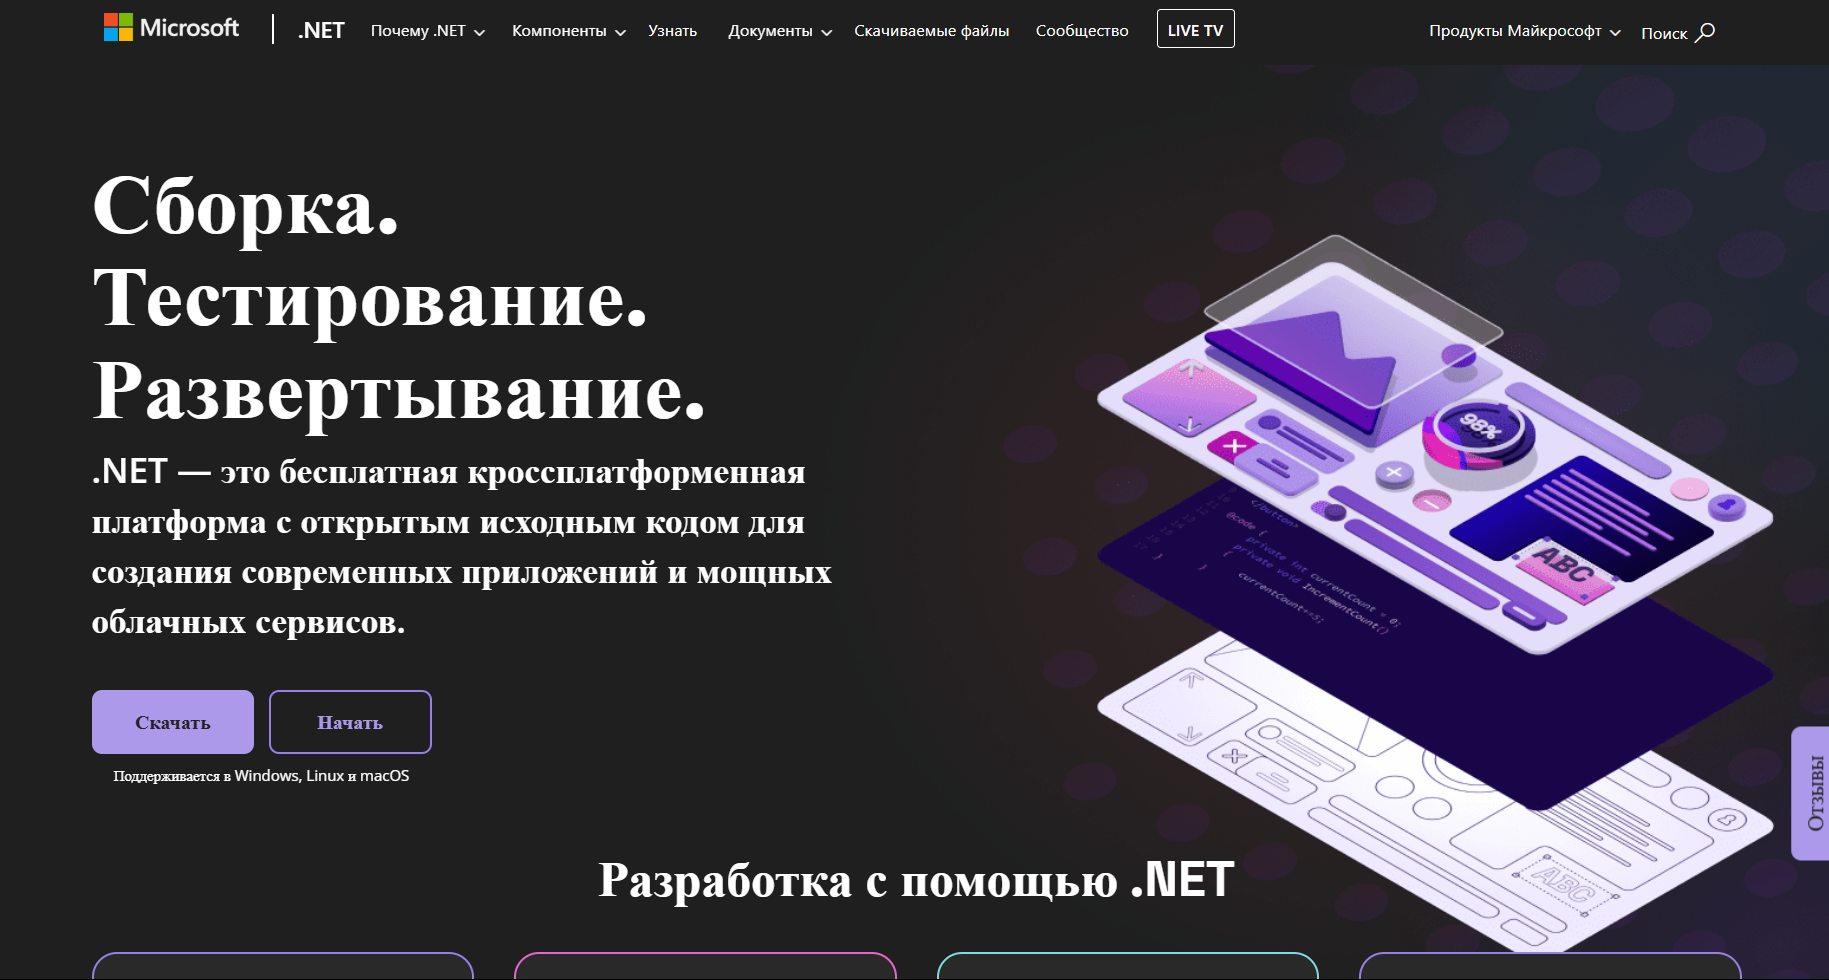 Microsoft
.NET
Почему .NET
Компоненты
Узнать
Документы
Скачиваемые файлы
Сообщество
LIVE TV
Продукты Майкрософт
Поиск
Сборка.
Тестирование.
Развертывание.
.NET — это бесплатная кроссплатформенная
платформа с открытым исходным кодом для
создания современных приложений и мощных
облачных сервисов.
Скачать
Начать
Поддерживается в Windows, Linux и macOS
98%
ABC
</button>
@code {
private int currentCount = 0;
private void IncrementCount()
{
currentCount+=5;
}
}
ABC
Отзывы
Разработка с помощью .NET